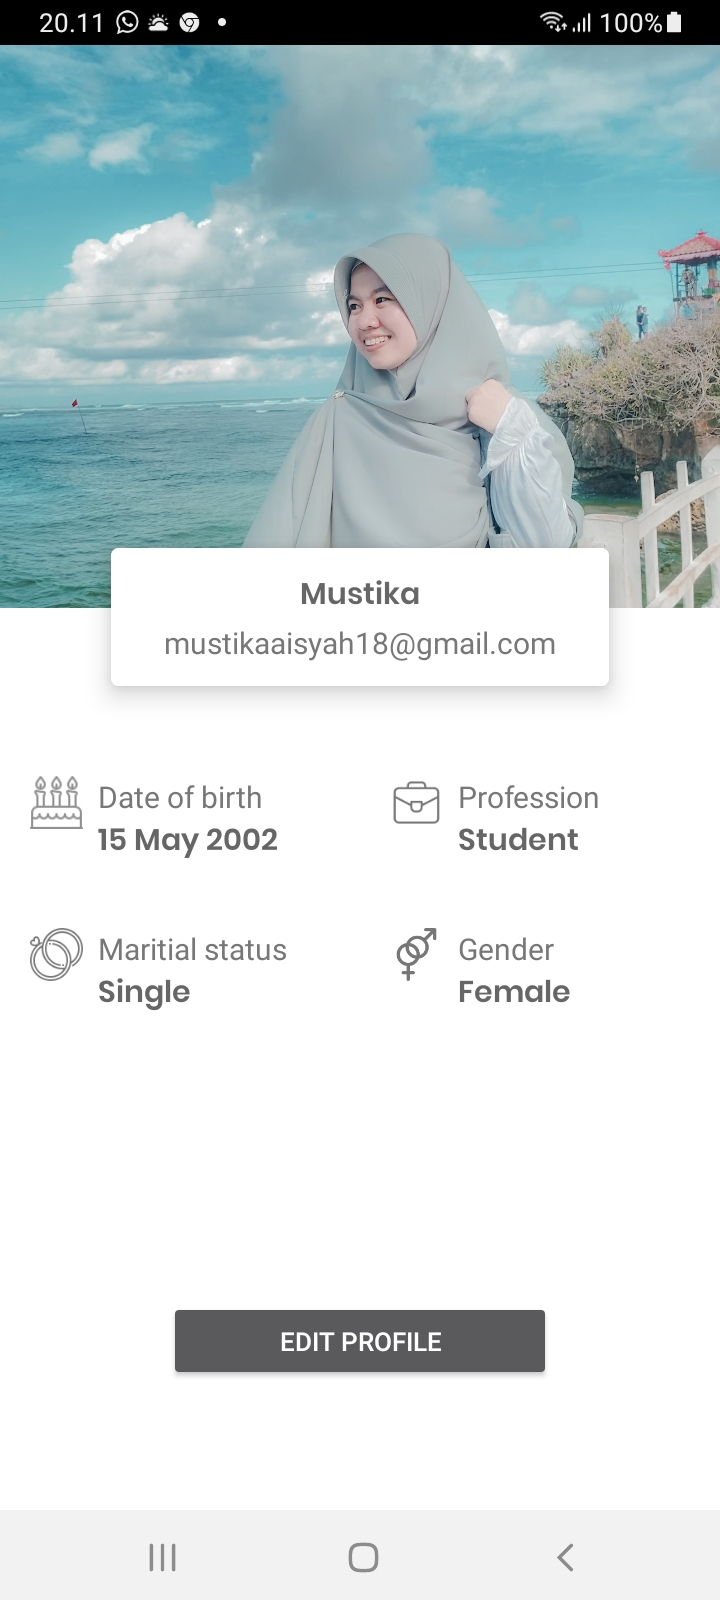 20.11 100%
Mustika
mustikaaisyah18@gmail.com
Date of birth
15 May 2002
Profession
Student
Maritial status
Single
Gender
Female
EDIT PROFILE